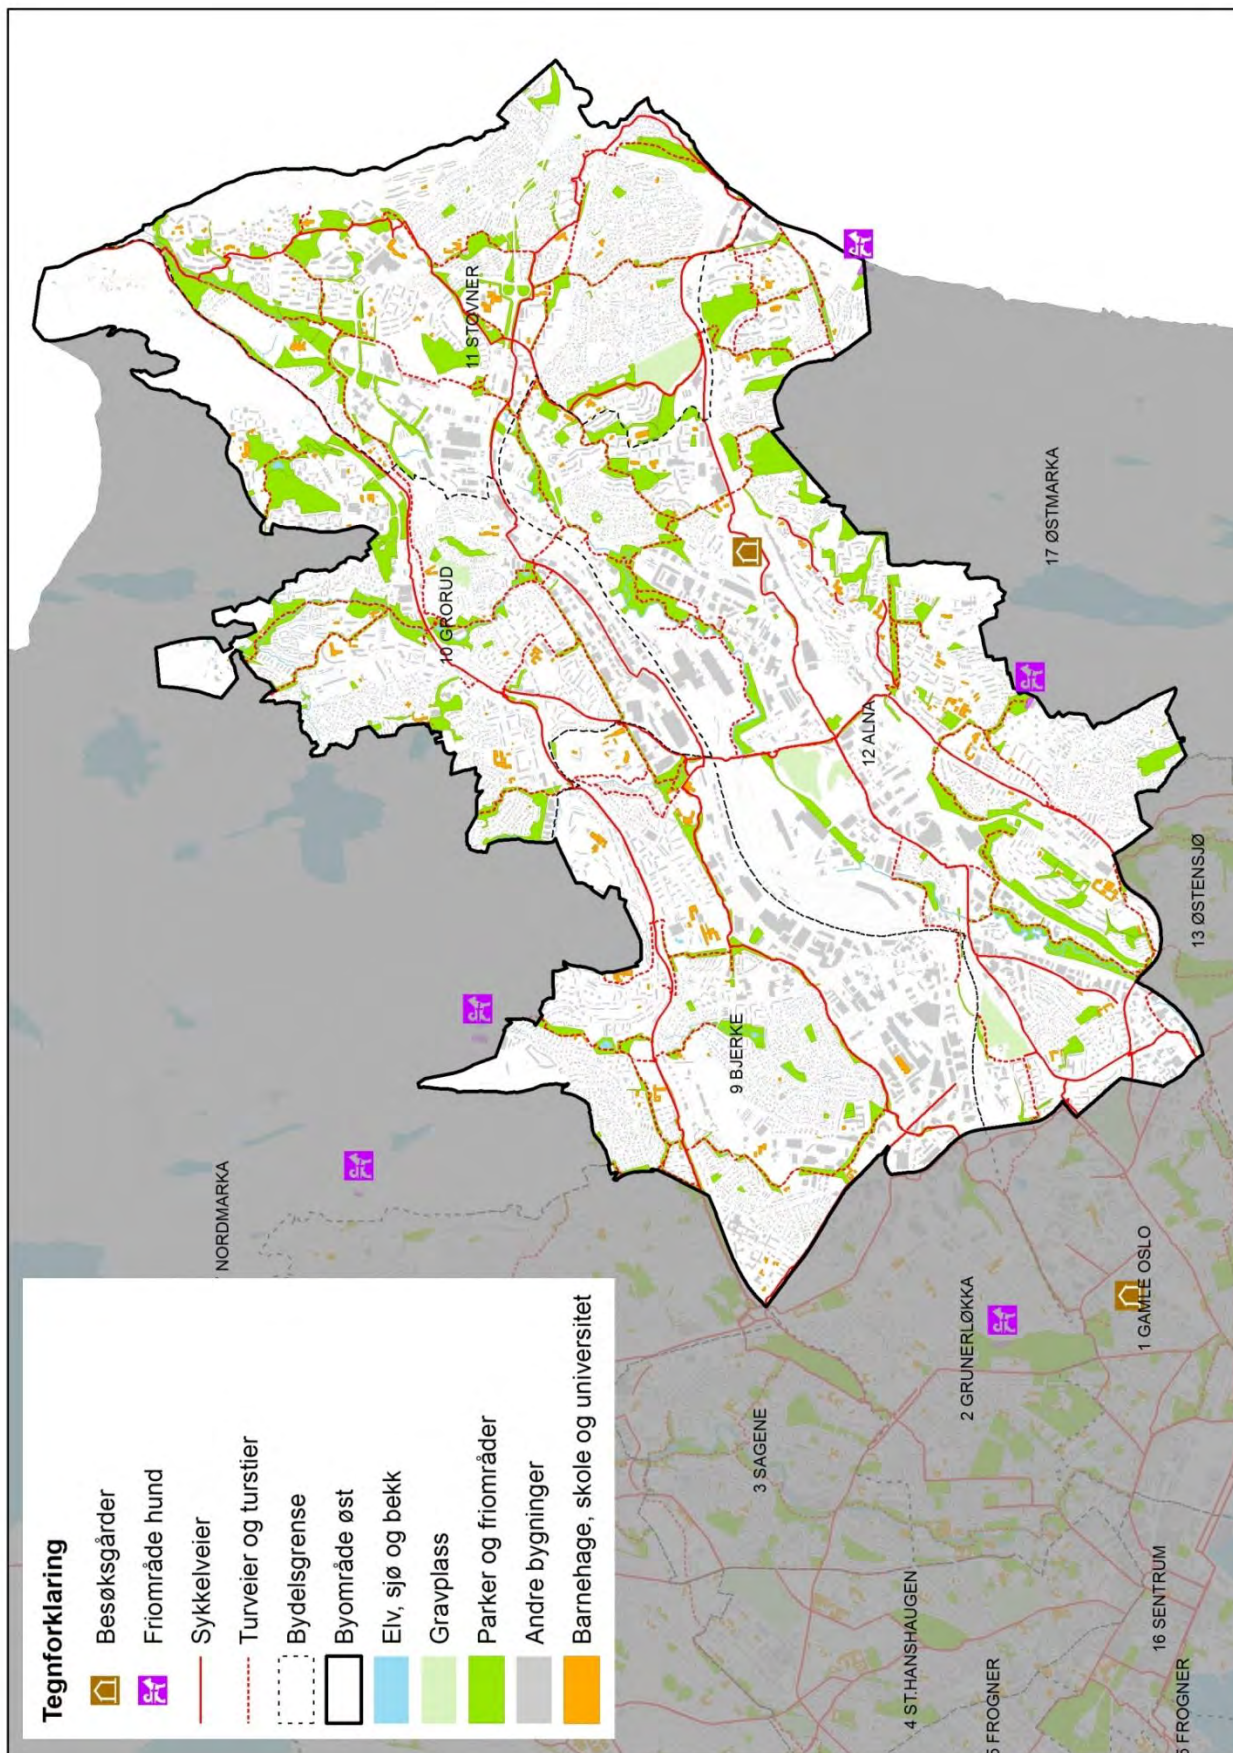 Tegnforklaring
Besøksgårder
Friområde hund
Sykkelveier
Turveier og turstier
Bydelsgrense
Byområde øst
Elv, sjø og bekk
Gravplass
Parker og friområder
Andre bygninger
Barnehage, skole og universitet
NORDMARKA
10 GRORUD
11 STOVNER
9 BJERKE
12 ALNA
3 SAGENE
2 GRUNERLØKKA
17 ØSTMARKA
4 ST.HANSHAUGEN
1 GAMLE OSLO
13 ØSTENSJØ
5 FROGNER
16 SENTRUM
5 FROGNER